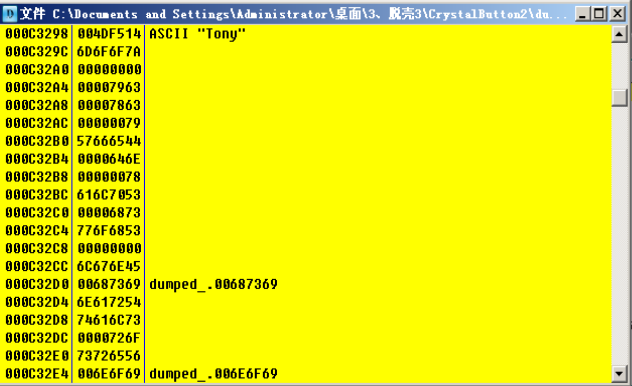 文件 C:\Documents and Settings\Administrator\桌面\3、脱壳3\CrystalButton2\du...
000C3298 004DF514 ASCII "Tony"
000C329C 6D6F6F7A
000C32A0 00000000
000C32A4 00007963
000C32A8 00007863
000C32AC 00000079
000C32B0 57666544
000C32B4 0000646E
000C32B8 00000078
000C32BC 616C7053
000C32C0 00006873
000C32C4 776F6853
000C32C8 00000000
000C32CC 6C676E45
000C32D0 00687369 dumped_.00687369
000C32D4 6E617254
000C32D8 74616C73
000C32DC 0000726F
000C32E0 73726556
000C32E4 006E6F69 dumped_.006E6F69